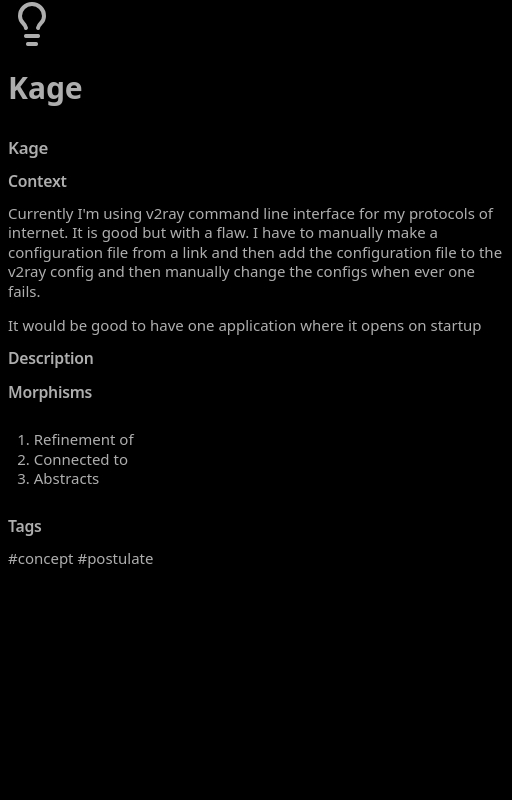 Kage
Kage
Context
Currently I'm using v2ray command line interface for my protocols of
internet. It is good but with a flaw. I have to manually make a
configuration file from a link and then add the configuration file to the
v2ray config and then manually change the configs when ever one
fails.
It would be good to have one application where it opens on startup
Description
Morphisms
1. Refinement of
2. Connected to
3. Abstracts
Tags
#concept #postulate